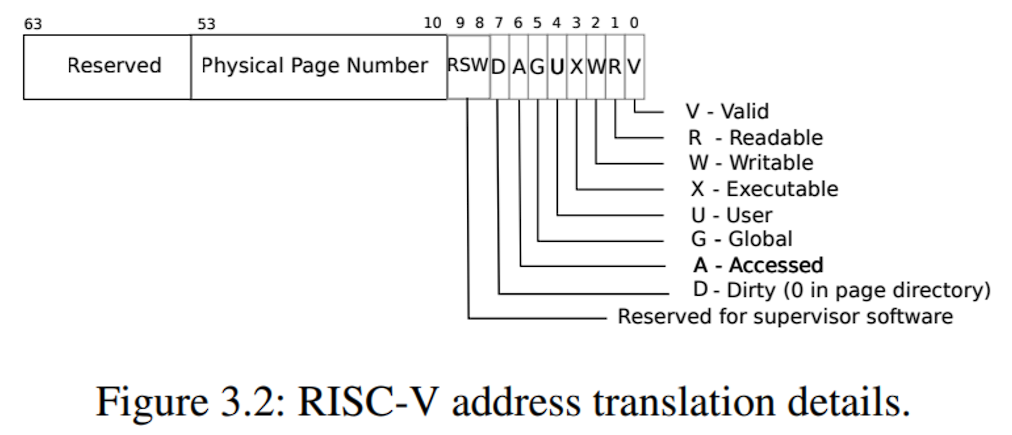 63 53 10 9 8 7 6 5 4 3 2 1 0
Reserved Physical Page Number RSW D A G U X W R V
V - Valid
R - Readable
W - Writable
X - Executable
U - User
G - Global
A - Accessed
D - Dirty (0 in page directory)
Reserved for supervisor software
Figure 3.2: RISC-V address translation details.